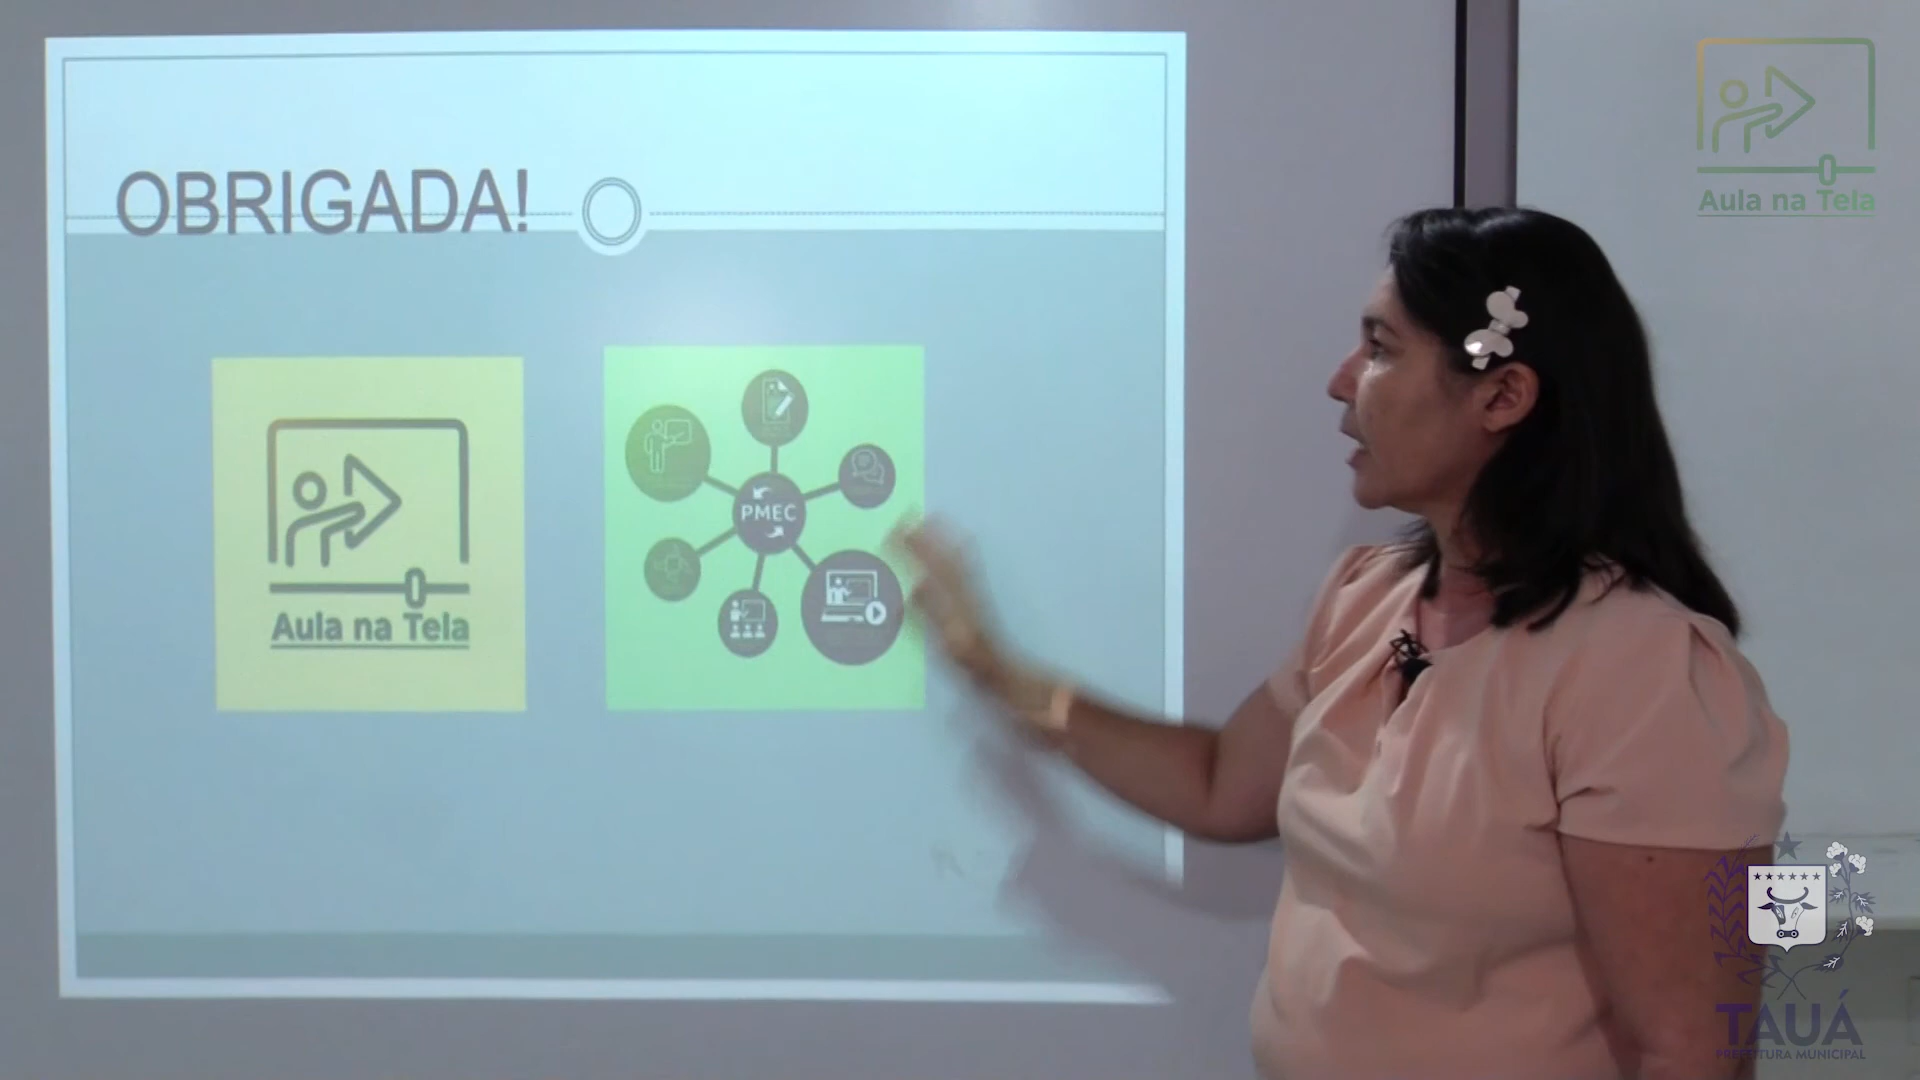 Aula na Tela
OBRIGADA!
PMEC
Aula na Tela
TAUÁ
PREFEITURA MUNICIPAL